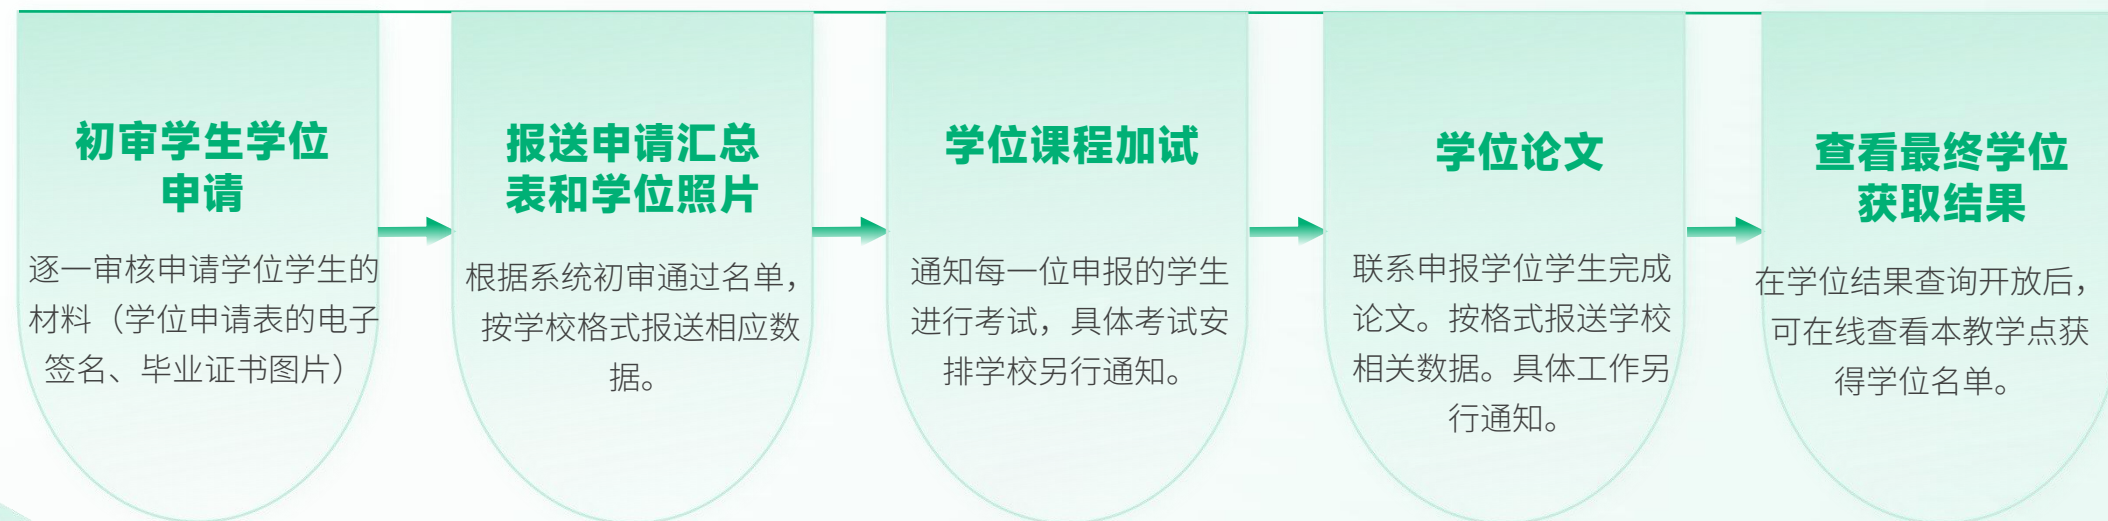 初审学生学位
申请
逐一审核申请学位学生的
材料（学位申请表的电子
签名、毕业证书图片）
报送申请汇总
表和学位照片
根据系统初审通过名单，
按学校格式报送相应数
据。
学位课程加试
通知每一位申报的学生
进行考试，具体考试安
排学校另行通知。
学位论文
联系申报学位学生完成
论文。按格式报送学校
相关数据。具体工作另
行通知。
查看最终学位
获取结果
在学位结果查询开放后，
可在线查看本教学点获
得学位名单。